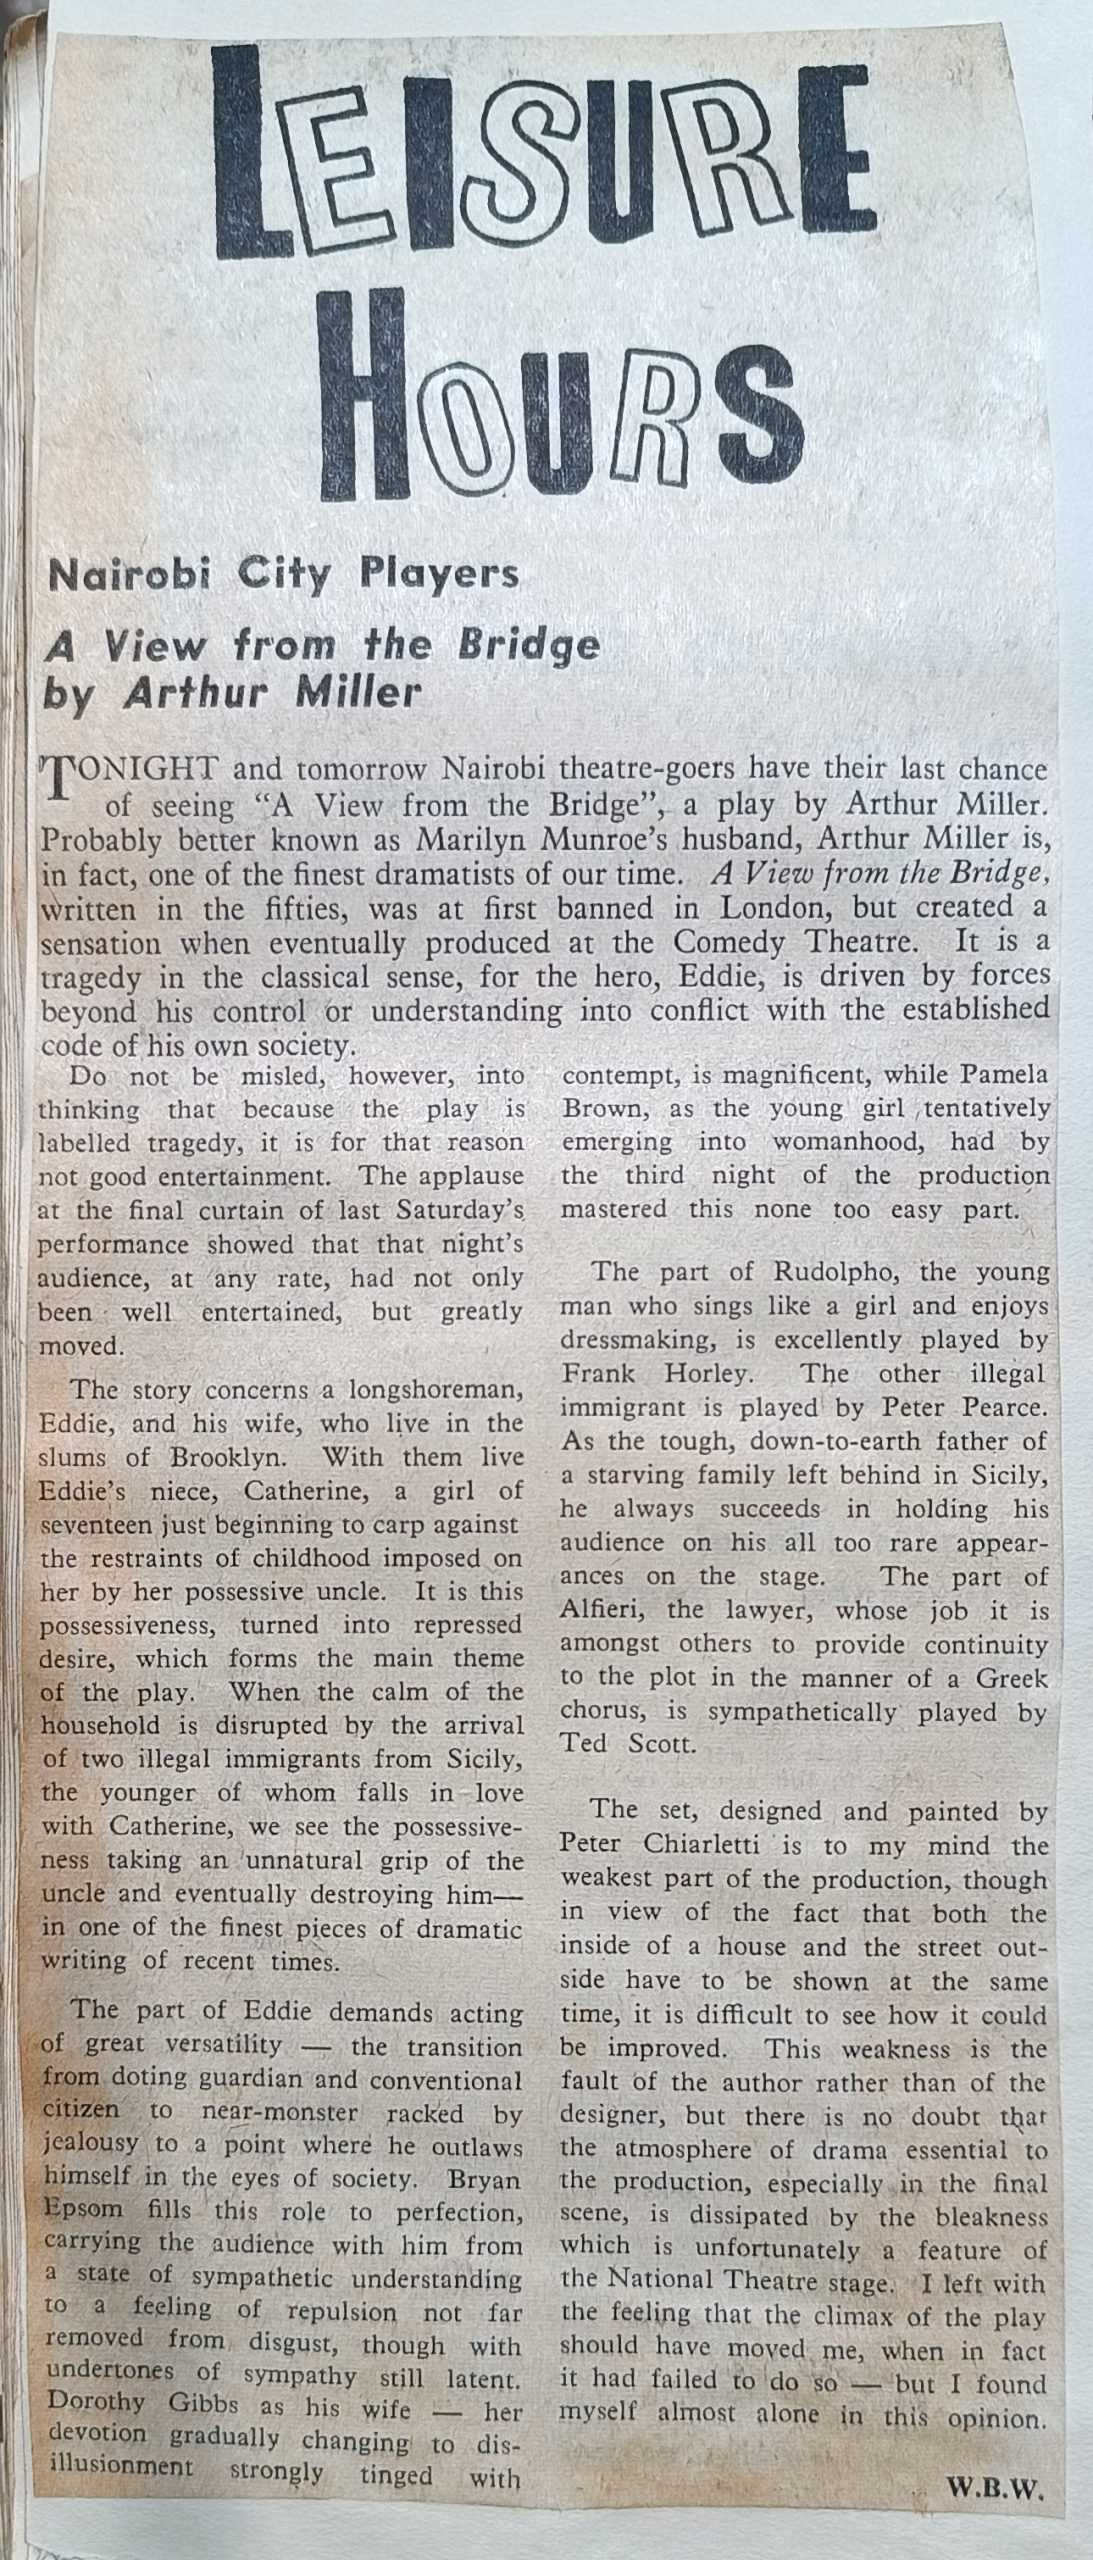 LEISURE
HOURS
Nairobi City Players
A View from the Bridge
by Arthur Miller
TONIGHT and tomorrow Nairobi theatre-goers have their last chance
of seeing “A View from the Bridge”, a play by Arthur Miller.
Probably better known as Marilyn Munroe’s husband, Arthur Miller is,
in fact, one of the finest dramatists of our time. A View from the Bridge,
written in the fifties, was at first banned in London, but created a
sensation when eventually produced at the Comedy Theatre. It is a
tragedy in the classical sense, for the hero, Eddie, is driven by forces
beyond his control or understanding into conflict with the established
code of his own society.
Do not be misled, however, into
thinking that because the play is
labelled tragedy, it is for that reason
not good entertainment. The applause
at the final curtain of last Saturday’s
performance showed that that night’s
audience, at any rate, had not only
been well entertained, but greatly
moved.
The story concerns a longshoreman,
Eddie, and his wife, who live in the
slums of Brooklyn. With them live
Eddie’s niece, Catherine, a girl of
seventeen just beginning to carp against
the restraints of childhood imposed on
her by her possessive uncle. It is this
possessiveness, turned into repressed
desire, which forms the main theme
of the play. When the calm of the
household is disrupted by the arrival
of two illegal immigrants from Sicily,
the younger of whom falls in love
with Catherine, we see the possessive-
ness taking an unnatural grip of the
uncle and eventually destroying him—
in one of the finest pieces of dramatic
writing of recent times.
The part of Eddie demands acting
of great versatility — the transition
from doting guardian and conventional
citizen to near-monster racked by
jealousy to a point where he outlaws
himself in the eyes of society. Bryan
Epsom fills this role to perfection,
carrying the audience with him from
a state of sympathetic understanding
to a feeling of repulsion not far
removed from disgust, though with
undertones of sympathy still latent.
Dorothy Gibbs as his wife — her
devotion gradually changing to dis-
illusionment strongly tinged with
contempt, is magnificent, while Pamela
Brown, as the young girl tentatively
emerging into womanhood, had by
the third night of the production
mastered this none too easy part.
The part of Rudolpho, the young
man who sings like a girl and enjoys
dressmaking, is excellently played by
Frank Horley. The other illegal
immigrant is played by Peter Pearce.
As the tough, down-to-earth father of
a starving family left behind in Sicily,
he always succeeds in holding his
audience on his all too rare appear-
ances on the stage. The part of
Alfieri, the lawyer, whose job it is
amongst others to provide continuity
to the plot in the manner of a Greek
chorus, is sympathetically played by
Ted Scott.
The set, designed and painted by
Peter Chiarletti is to my mind the
weakest part of the production, though
in view of the fact that both the
inside of a house and the street out-
side have to be shown at the same
time, it is difficult to see how it could
be improved. This weakness is the
fault of the author rather than of the
designer, but there is no doubt that
the atmosphere of drama essential to
the production, especially in the final
scene, is dissipated by the bleakness
which is unfortunately a feature of
the National Theatre stage. I left with
the feeling that the climax of the play
should have moved me, when in fact
it had failed to do so — but I found
myself almost alone in this opinion.
W.B.W.